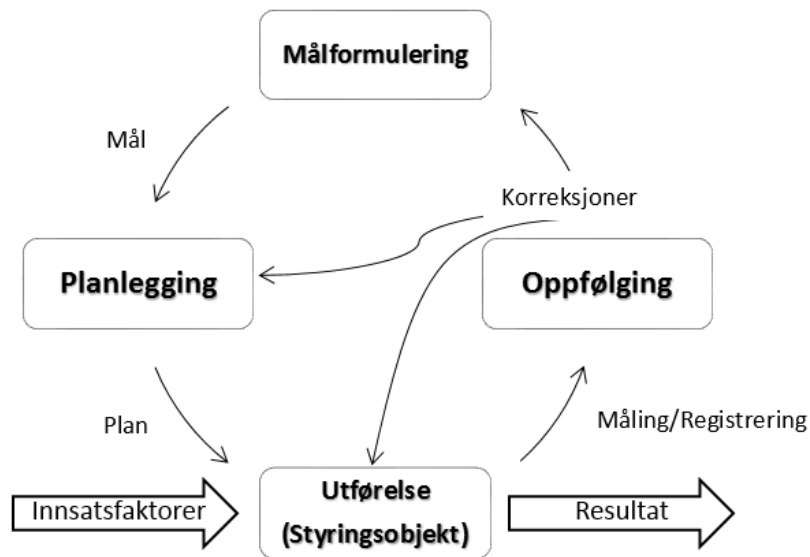 Målformulering
Mål
Korreksjoner
Planlegging
Oppfølging
Plan
Måling/Registrering
Innsatsfaktorer
Utførelse
(Styringsobjekt)
Resultat